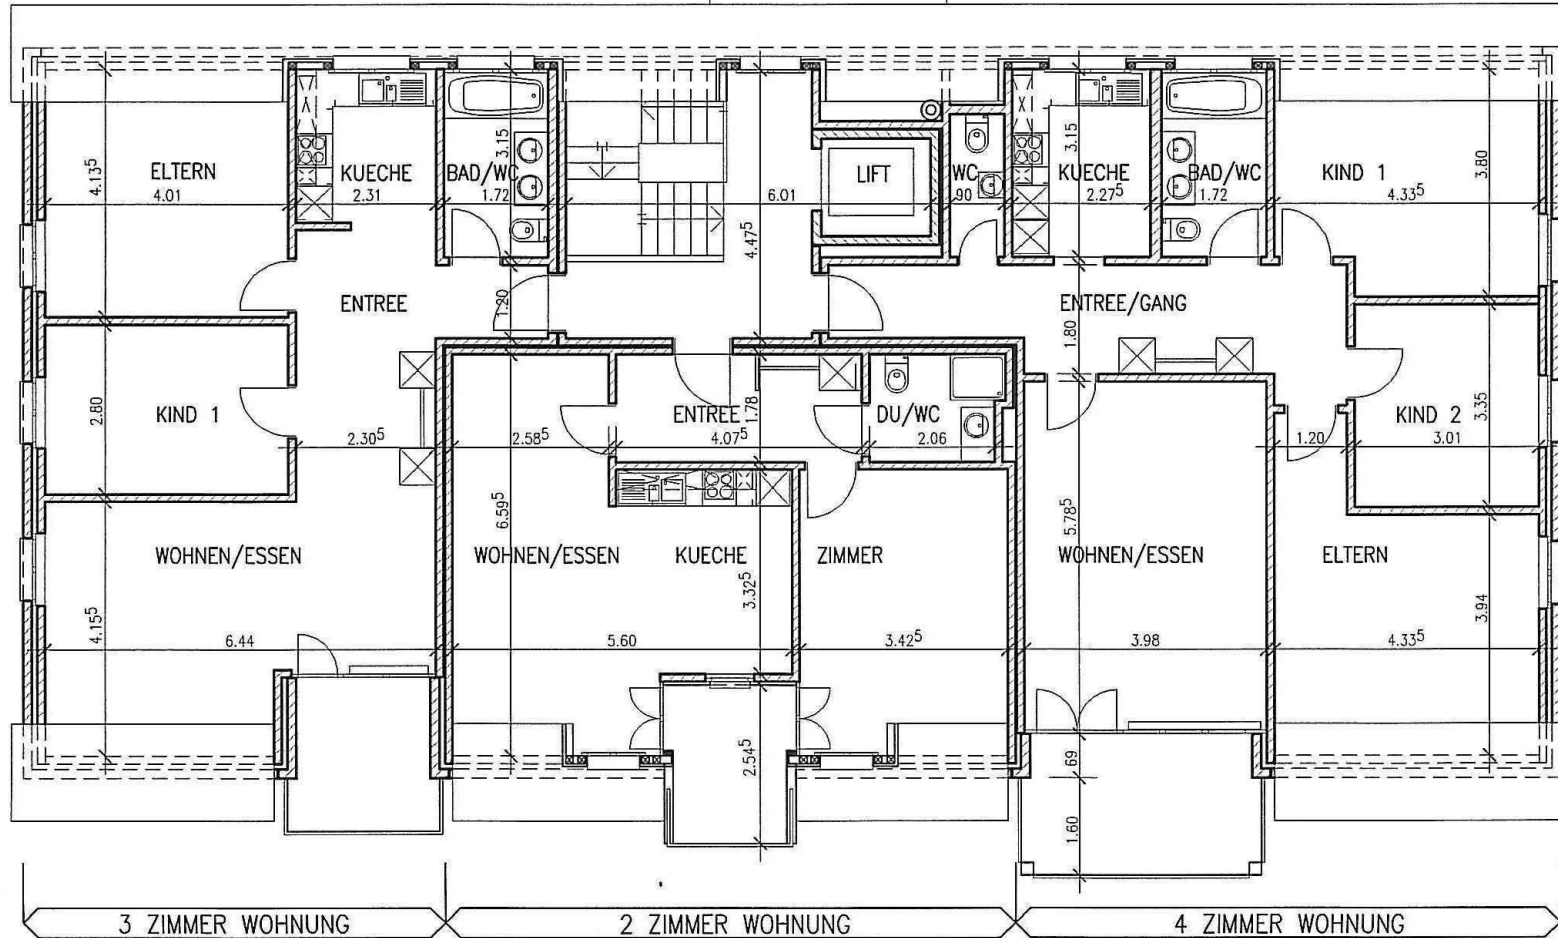 ELTERN
4.01
4.13⁵
KUECHE
2.31
BAD/WC
1.72
3.15
6.01
4.47⁵
LIFT
WC
90
KUECHE
2.27⁵
3.15
BAD/WC
1.72
KIND 1
4.33⁵
3.80
ENTREE
1.20
ENTREE/GANG
1.80
KIND 1
2.80
2.30⁵
2.58⁵
ENTREE
4.07⁵
1.78
DU/WC
2.06
1.20
KIND 2
3.01
3.35
WOHNEN/ESSEN
6.44
4.15⁵
WOHNEN/ESSEN
6.59⁵
5.60
KUECHE
3.32⁵
ZIMMER
3.42⁵
WOHNEN/ESSEN
5.78⁵
3.98
ELTERN
4.33⁵
3.94
2.54⁵
69
1.60
3 ZIMMER WOHNUNG
2 ZIMMER WOHNUNG
4 ZIMMER WOHNUNG